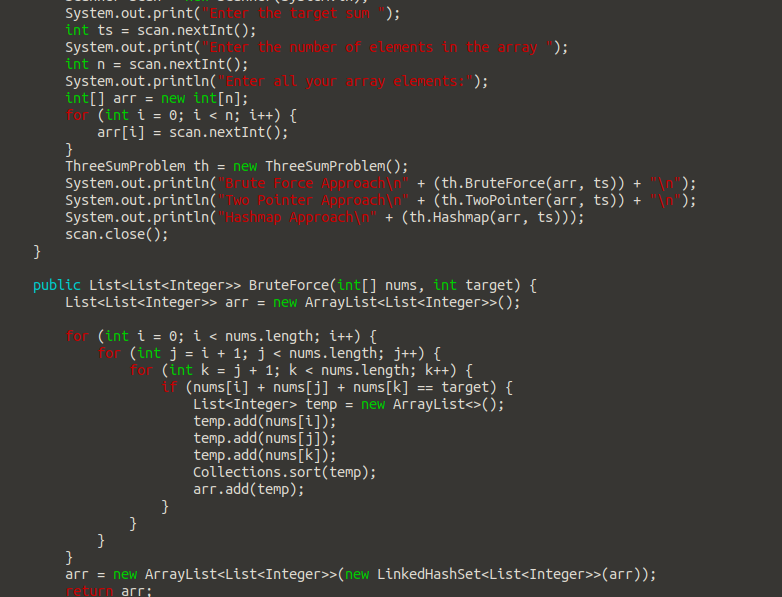 System.out.print("Enter the target sum ");
int ts = scan.nextInt();
System.out.print("Enter the number of elements in the array ");
int n = scan.nextInt();
System.out.println("Enter all your array elements:");
int[] arr = new int[n];
for (int i = 0; i < n; i++) {
arr[i] = scan.nextInt();
}
ThreeSumProblem th = new ThreeSumProblem();
System.out.println("Brute Force Approach\n" + (th.BruteForce(arr, ts)) + "\n");
System.out.println("Two Pointer Approach\n" + (th.TwoPointer(arr, ts)) + "\n");
System.out.println("Hashmap Approach\n" + (th.Hashmap(arr, ts)));
scan.close();
}
public List<List<Integer>> BruteForce(int[] nums, int target) {
List<List<Integer>> arr = new ArrayList<List<Integer>>();
for (int i = 0; i < nums.length; i++) {
for (int j = i + 1; j < nums.length; j++) {
for (int k = j + 1; k < nums.length; k++) {
if (nums[i] + nums[j] + nums[k] == target) {
List<Integer> temp = new ArrayList<>();
temp.add(nums[i]);
temp.add(nums[j]);
temp.add(nums[k]);
Collections.sort(temp);
arr.add(temp);
}
}
}
}
arr = new ArrayList<List<Integer>>(new LinkedHashSet<List<Integer>>(arr));
return arr;